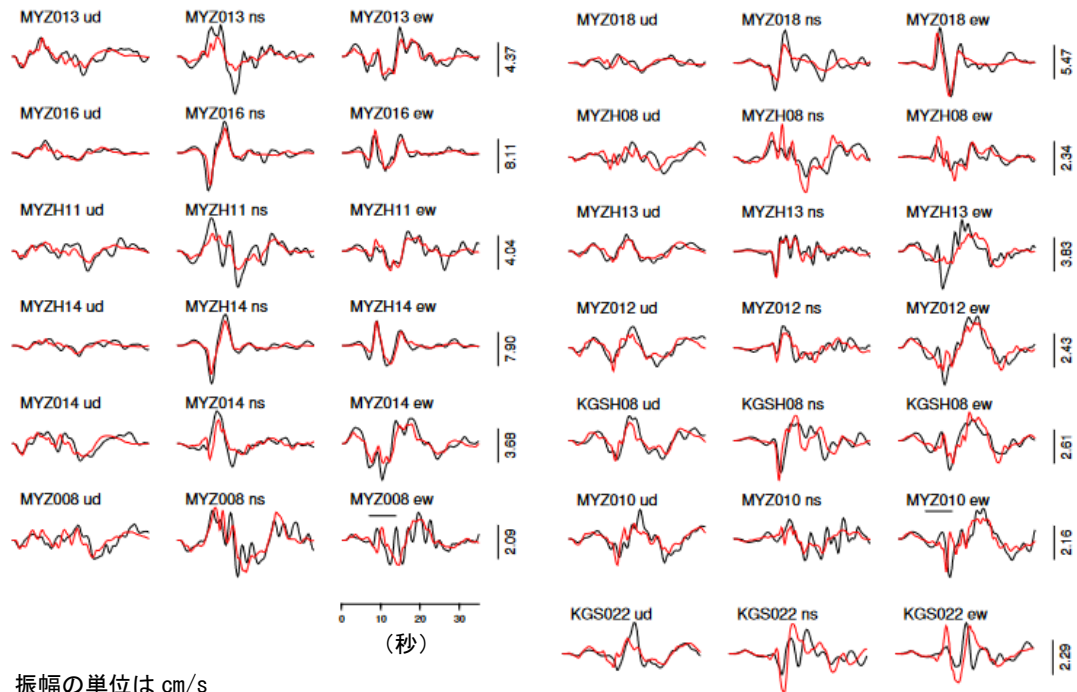 MYZ013 ud MYZ013 ns MYZ013 ew 4.37
MYZ016 ud MYZ016 ns MYZ016 ew 8.11
MYZH11 ud MYZH11 ns MYZH11 ew 4.04
MYZH14 ud MYZH14 ns MYZH14 ew 7.90
MYZ014 ud MYZ014 ns MYZ014 ew 3.68
MYZ008 ud MYZ008 ns MYZ008 ew 2.09
0 10 20 30
(秒)
振幅の単位は cm/s
MYZ018 ud MYZ018 ns MYZ018 ew 5.47
MYZH08 ud MYZH08 ns MYZH08 ew 2.34
MYZH13 ud MYZH13 ns MYZH13 ew 3.83
MYZ012 ud MYZ012 ns MYZ012 ew 2.43
KGSH08 ud KGSH08 ns KGSH08 ew 2.61
MYZ010 ud MYZ010 ns MYZ010 ew 2.16
KGS022 ud KGS022 ns KGS022 ew 2.29